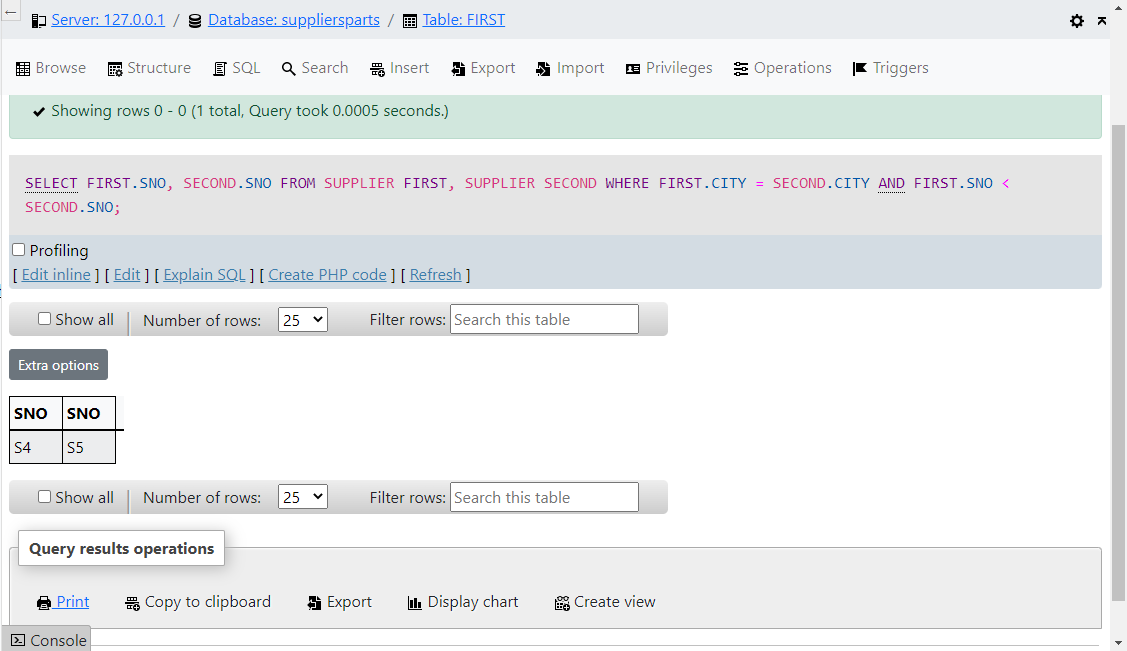 Server: 127.0.0.1 / Database: suppliersparts / Table: FIRST
Browse Structure SQL Search Insert Export Import Privileges Operations Triggers
Showing rows 0 - 0 (1 total, Query took 0.0005 seconds.)
SELECT FIRST.SNO, SECOND.SNO FROM SUPPLIER FIRST, SUPPLIER SECOND WHERE FIRST.CITY = SECOND.CITY AND FIRST.SNO <
SECOND.SNO;
Profiling
[ Edit inline ] [ Edit ] [ Explain SQL ] [ Create PHP code ] [ Refresh ]
Show all Number of rows: 25 Filter rows: Search this table
Extra options
SNO SNO
S4 S5
Show all Number of rows: 25 Filter rows: Search this table
Query results operations
Print Copy to clipboard Export Display chart Create view
Console